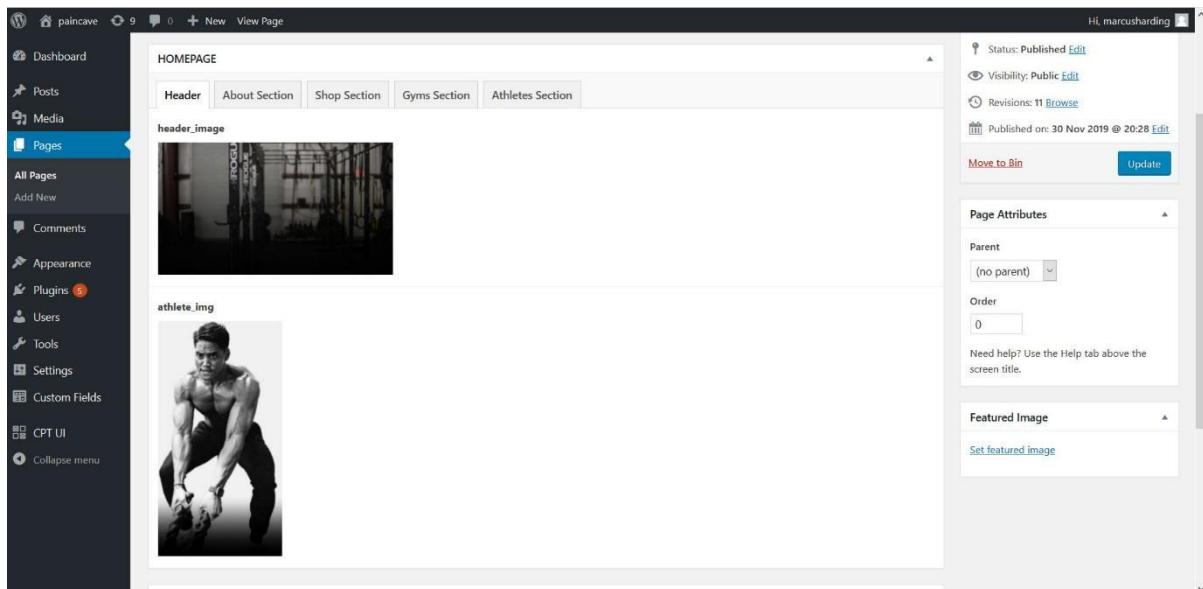 paincave 9 0 New View Page Hi, marcusharding
Dashboard
Posts
Media
Pages
All Pages
Add New
Comments
Appearance
Plugins 5
Users
Tools
Settings
Custom Fields
CPT UI
Collapse menu
HOMEPAGE
Header About Section Shop Section Gyms Section Athletes Section
header_image
ROGUE
ROGUE
athlete_img
Status: Published Edit
Visibility: Public Edit
Revisions: 11 Browse
Published on: 30 Nov 2019 @ 20:28 Edit
Move to Bin Update
Page Attributes
Parent
(no parent)
Order
0
Need help? Use the Help tab above the
screen title.
Featured Image
Set featured image